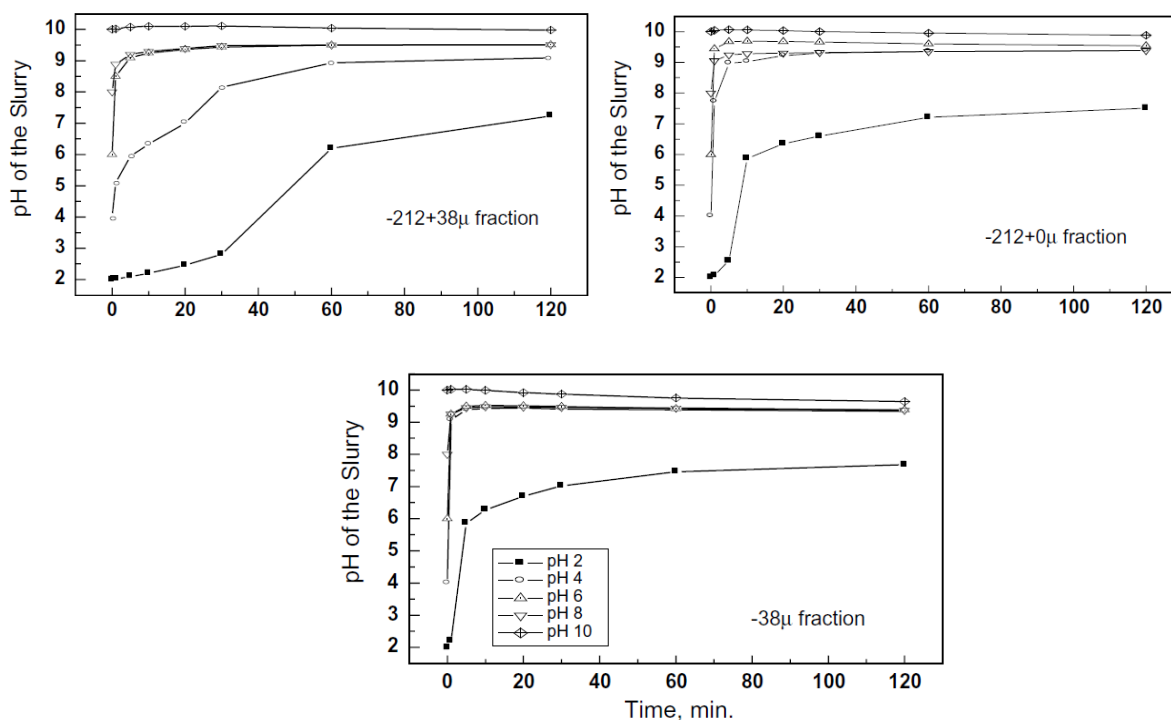 pH of the Slurry
10
9
8
7
6
5
4
3
2
-212+38μ fraction
0 20 40 60 80 100 120
pH of the Slurry
10
9
8
7
6
5
4
3
2
-212+0μ fraction
0 20 40 60 80 100 120
pH of the Slurry
10
9
8
7
6
5
4
3
2
pH 2
pH 4
pH 6
pH 8
pH 10
-38μ fraction
0 20 40 60 80 100 120
Time, min.